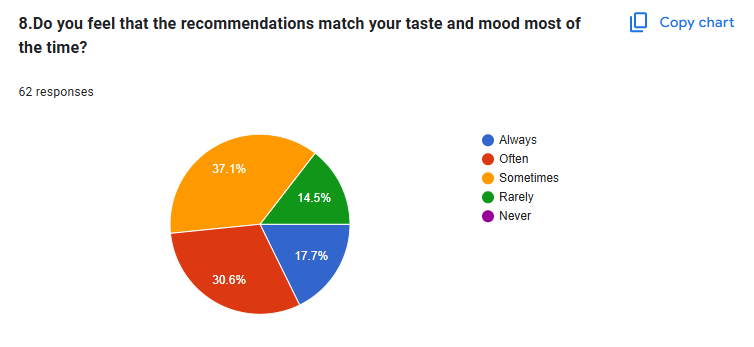 8.Do you feel that the recommendations match your taste and mood most of
the time?
Copy chart
62 responses
37.1%
14.5%
17.7%
30.6%
Always
Often
Sometimes
Rarely
Never